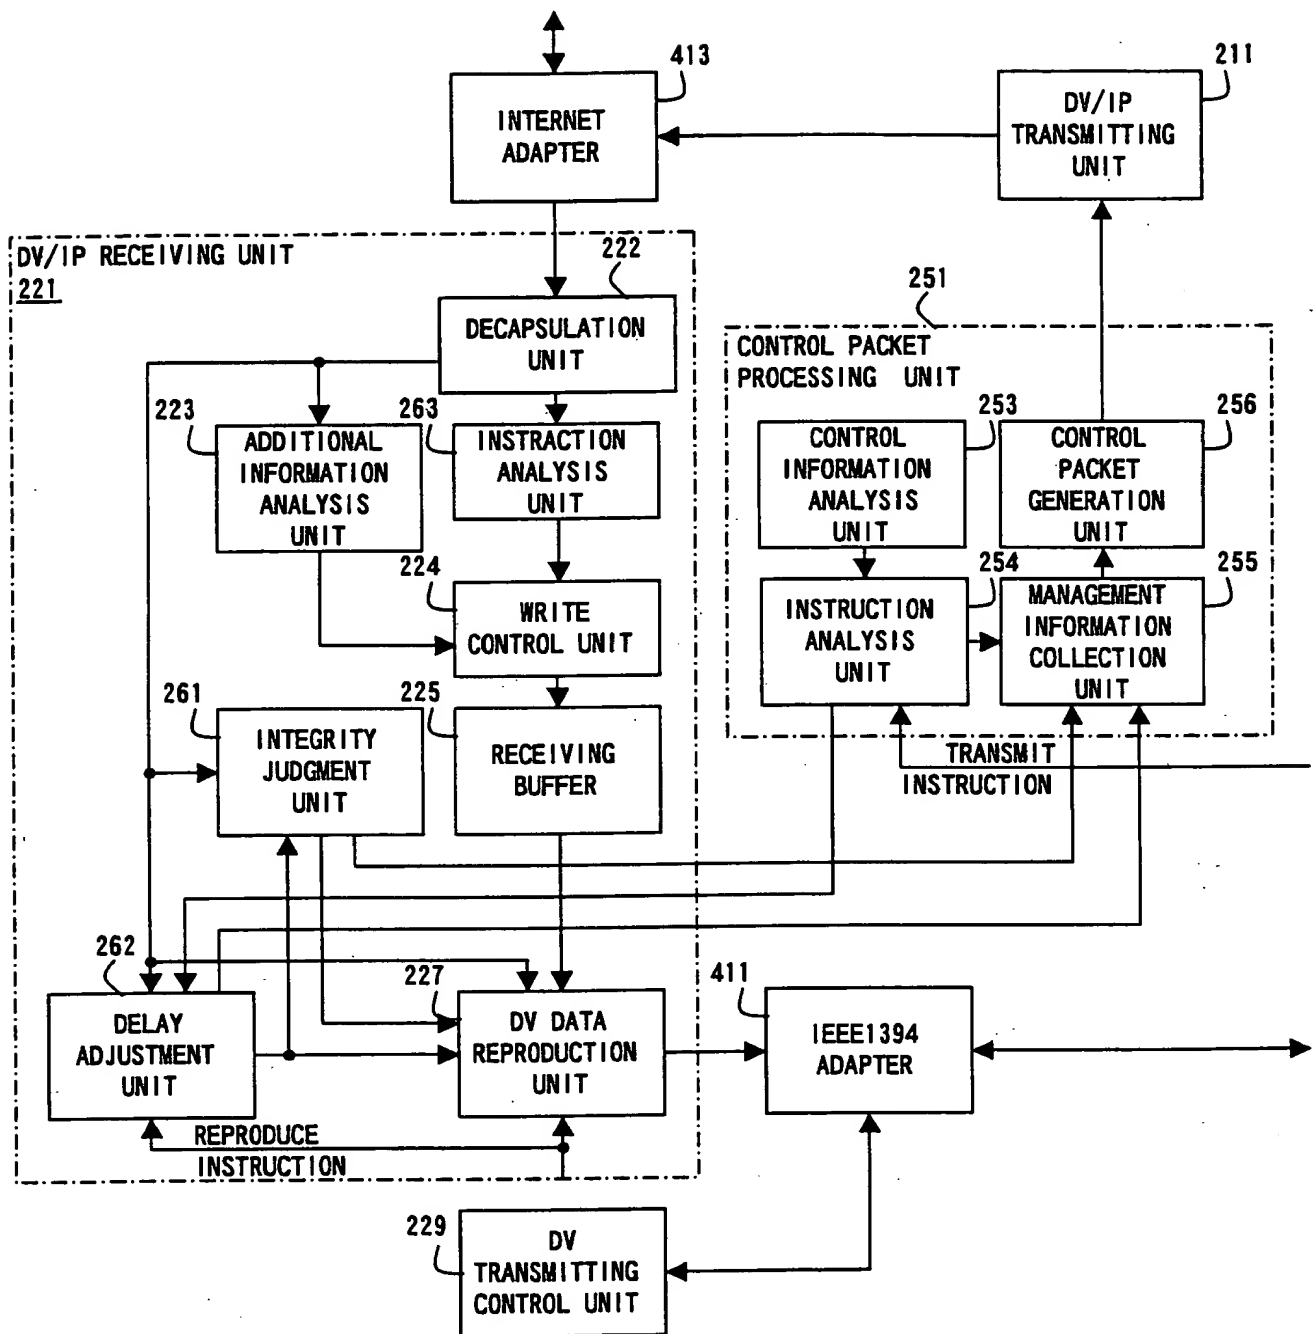 413
INTERNET
ADAPTER
211
DV/IP
TRANSMITTING
UNIT
DV/IP RECEIVING UNIT
221
222
DECAPSULATION
UNIT
223
ADDITIONAL
INFORMATION
ANALYSIS
UNIT
263
INSTRACTION
ANALYSIS
UNIT
224
WRITE
CONTROL UNIT
261
INTEGRITY
JUDGMENT
UNIT
225
RECEIVING
BUFFER
262
DELAY
ADJUSTMENT
UNIT
227
DV DATA
REPRODUCTION
UNIT
REPRODUCE
INSTRUCTION
251
CONTROL PACKET
PROCESSING UNIT
253
CONTROL
INFORMATION
ANALYSIS
UNIT
256
CONTROL
PACKET
GENERATION
UNIT
254
INSTRUCTION
ANALYSIS
UNIT
255
MANAGEMENT
INFORMATION
COLLECTION
UNIT
TRANSMIT
INSTRUCTION
411
IEEE1394
ADAPTER
229
DV
TRANSMITTING
CONTROL UNIT